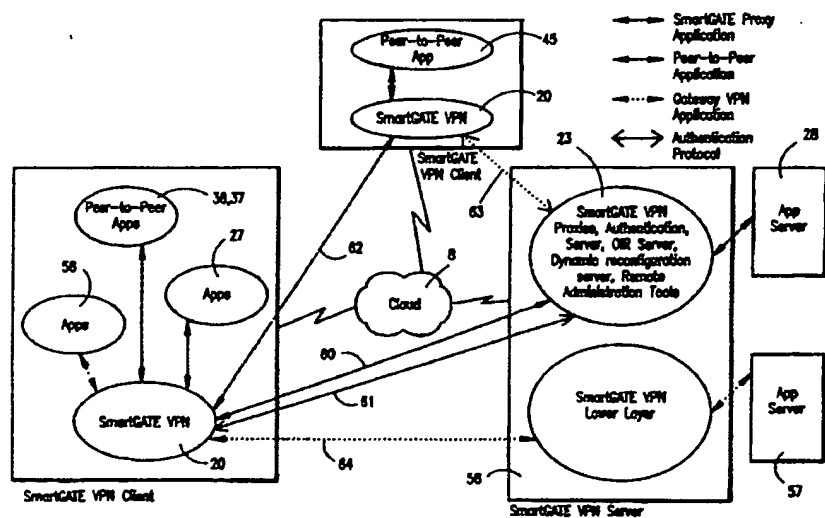 Peer-to-Peer
App
45
SmartGATE VPN
20
SmartGATE
VPN Client
SmartGATE Proxy
Application
Peer-to-Peer
Application
Gateway VPN
Application
Authentication
Protocol
23
28
63
Peer-to-Peer
Apps
36,37
27
Apps
58
Apps
62
8
Cloud
60
61
SmartGATE VPN
20
64
SmartGATE VPN Client
SmartGATE VPN
Proxies, Authentication,
Server, OIR Server,
Dynamic reconfiguration
server, Remote
Administration Tools
App
Server
SmartGATE VPN
Lower Layer
App
Server
56
57
SmartGATE VPN Server